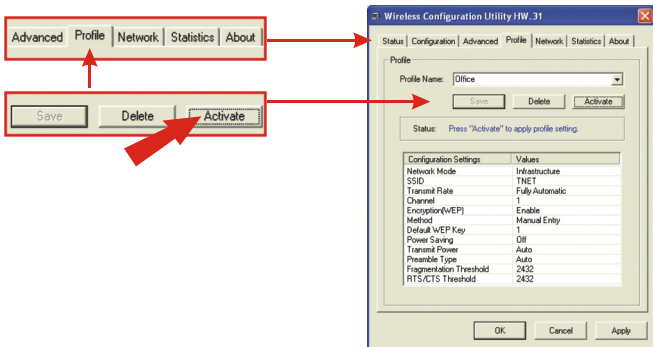 Advanced Profile Network Statistics About
Save Delete Activate
Wireless Configuration Utility HW.31
Status Configuration Advanced Profile Network Statistics About
Profile
Profile Name: Office
Save Delete Activate
Status: Press "Activate" to apply profile setting.
Configuration Settings Values
Network Mode Infrastructure
SSID TNET
Transmit Rate Fully Automatic
Channel 1
Encryption(WEP) Enable
Method Manual Entry
Default WEP Key 1
Power Saving Off
Transmit Power Auto
Preamble Type Auto
Fragmentation Threshold 2432
RTS/CTS Threshold 2432
OK Cancel Apply